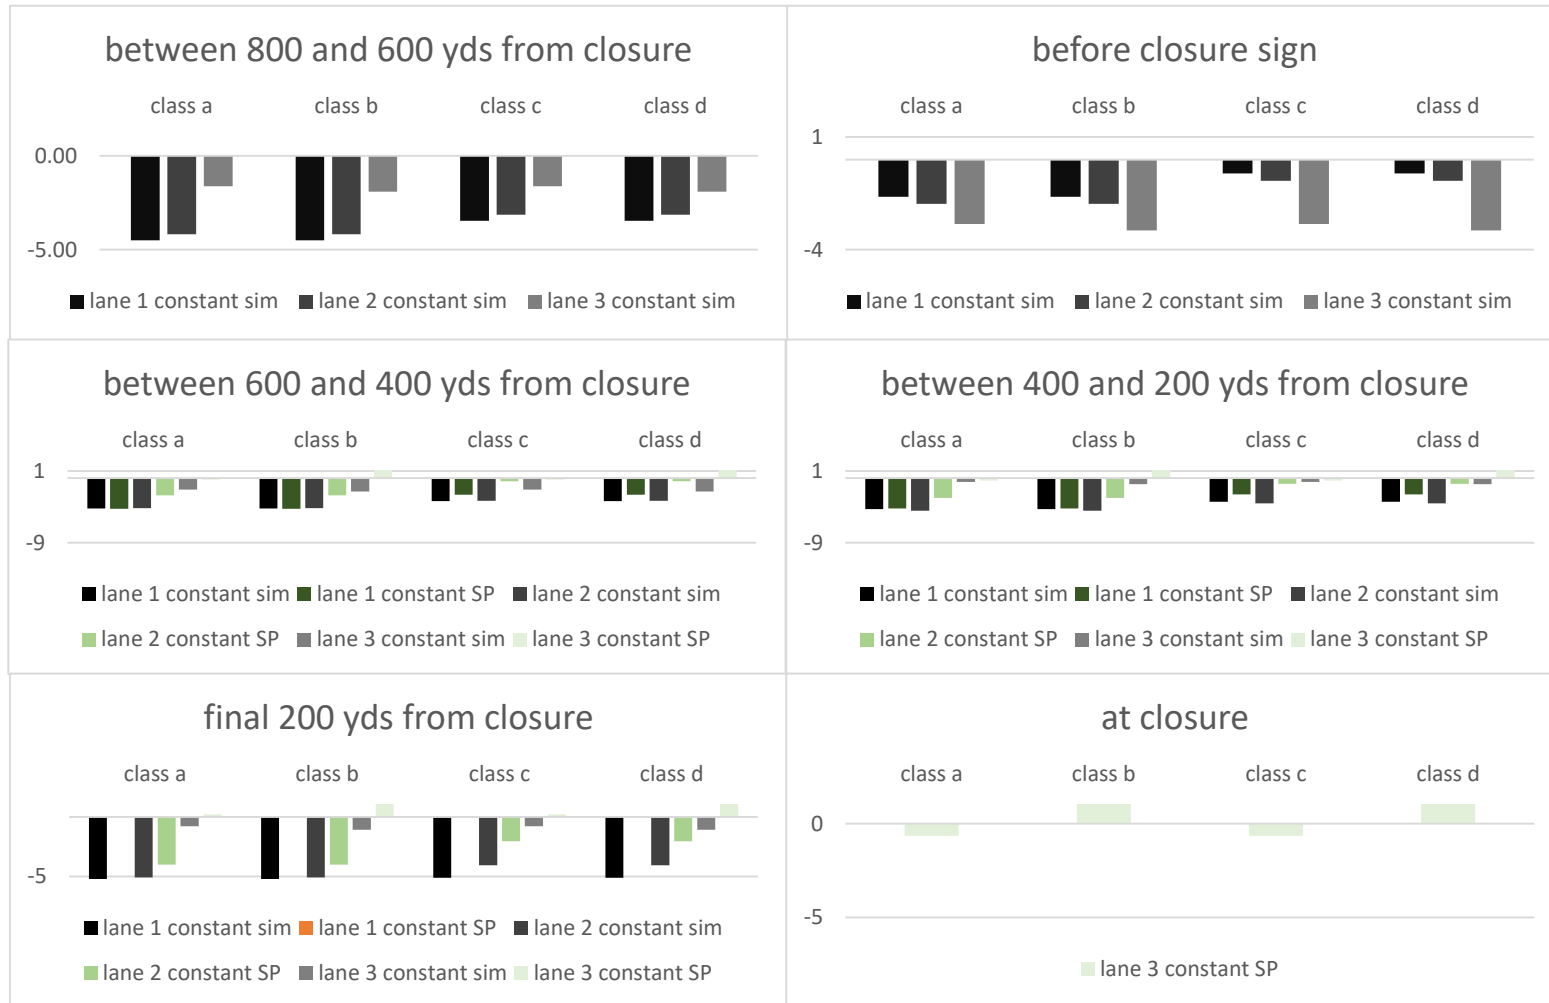 between 800 and 600 yds from closure
class a class b class c class d
0.00
-5.00
lane 1 constant sim lane 2 constant sim lane 3 constant sim
before closure sign
class a class b class c class d
1
-4
lane 1 constant sim lane 2 constant sim lane 3 constant sim
between 600 and 400 yds from closure
class a class b class c class d
1
-9
lane 1 constant sim lane 1 constant SP lane 2 constant sim
lane 2 constant SP lane 3 constant sim lane 3 constant SP
between 400 and 200 yds from closure
class a class b class c class d
1
-9
lane 1 constant sim lane 1 constant SP lane 2 constant sim
lane 2 constant SP lane 3 constant sim lane 3 constant SP
final 200 yds from closure
class a class b class c class d
-5
lane 1 constant sim lane 1 constant SP lane 2 constant sim
lane 2 constant SP lane 3 constant sim lane 3 constant SP
at closure
class a class b class c class d
0
-5
lane 3 constant SP